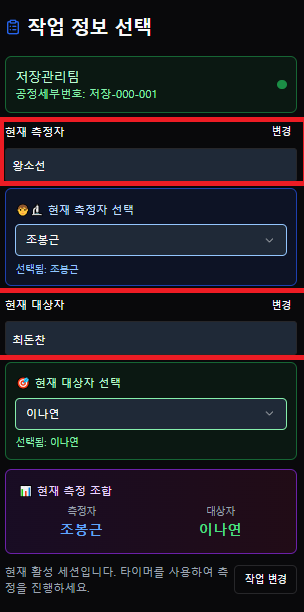 작업 정보 선택
저장관리팀
공정세부번호: 저장-000-001
현재 측정자 변경
왕소선
현재 측정자 선택
조봉근
선택됨: 조봉근
현재 대상자 변경
최돈찬
현재 대상자 선택
이나연
선택됨: 이나연
현재 측정 조합
측정자 대상자
조봉근 이나연
현재 활성 세션입니다. 타이머를 사용하여 측
정을 진행하세요.
작업 변경